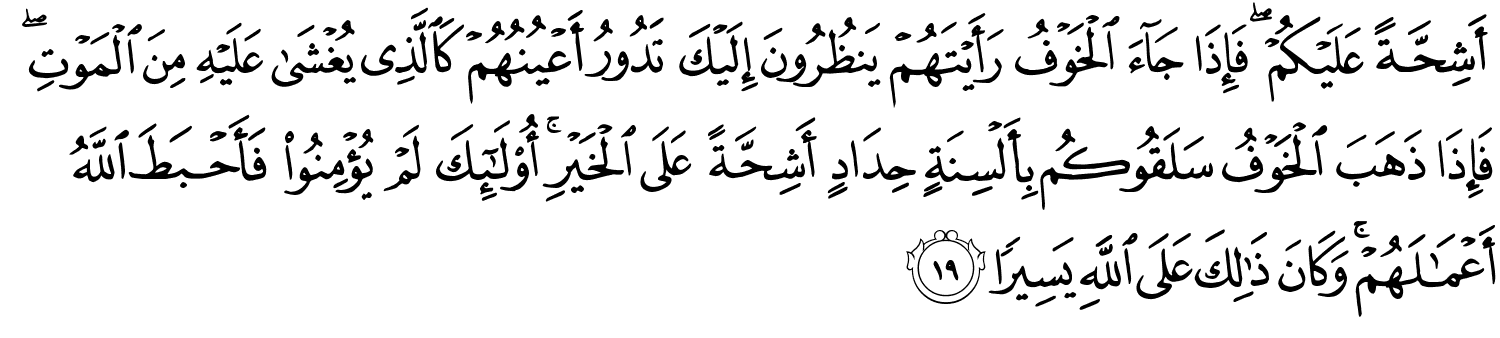 أَشِحَّةً عَلَيۡكُمۡۖ فَإِذَا جَآءَ ٱلۡخَوۡفُ رَأَيۡتَهُمۡ يَنظُرُونَ إِلَيۡكَ تَدُورُ أَعۡيُنُهُمۡ كَٱلَّذِى يُغۡشَىٰ عَلَيۡهِ مِنَ ٱلۡمَوۡتِۖ
فَإِذَا ذَهَبَ ٱلۡخَوۡفُ سَلَقُوكُم بِأَلۡسِنَةٍ حِدَادٍ أَشِحَّةً عَلَى ٱلۡخَيۡرِۚ أُوْلَٰٓئِكَ لَمۡ يُؤۡمِنُواْ فَأَحۡبَطَ ٱللَّهُ
أَعۡمَٰلَهُمۡۚ وَكَانَ ذَٰلِكَ عَلَى ٱللَّهِ يَسِيرًا ١٩